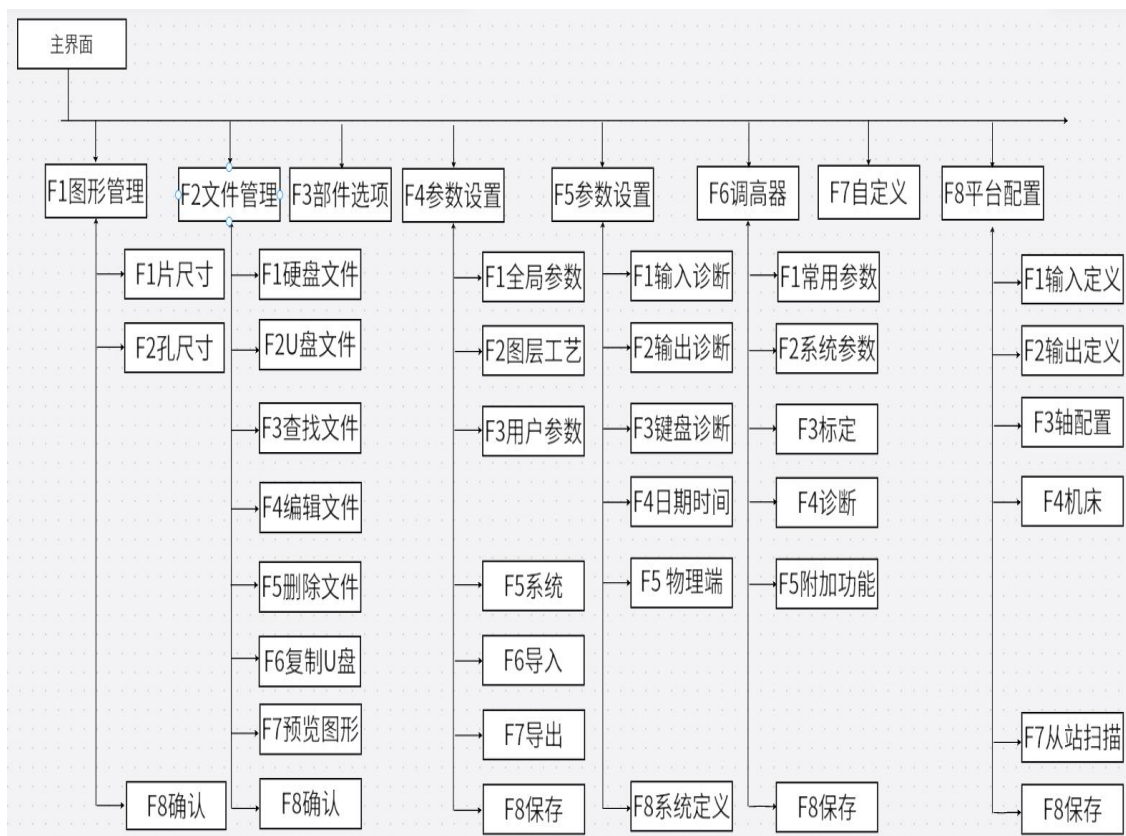 主界面
F1图形管理
F2文件管理
F3部件选项
F4参数设置
F5参数设置
F6调高器
F7自定义
F8平台配置
F1片尺寸
F2孔尺寸
F8确认
F1硬盘文件
F2U盘文件
F3查找文件
F4编辑文件
F5删除文件
F6复制U盘
F7预览图形
F8确认
F1全局参数
F2图层工艺
F3用户参数
F5系统
F6导入
F7导出
F8保存
F1输入诊断
F2输出诊断
F3键盘诊断
F4日期时间
F5 物理端
F8系统定义
F1常用参数
F2系统参数
F3标定
F4诊断
F5附加功能
F8保存
F1输入定义
F2输出定义
F3轴配置
F4机床
F7从站扫描
F8保存